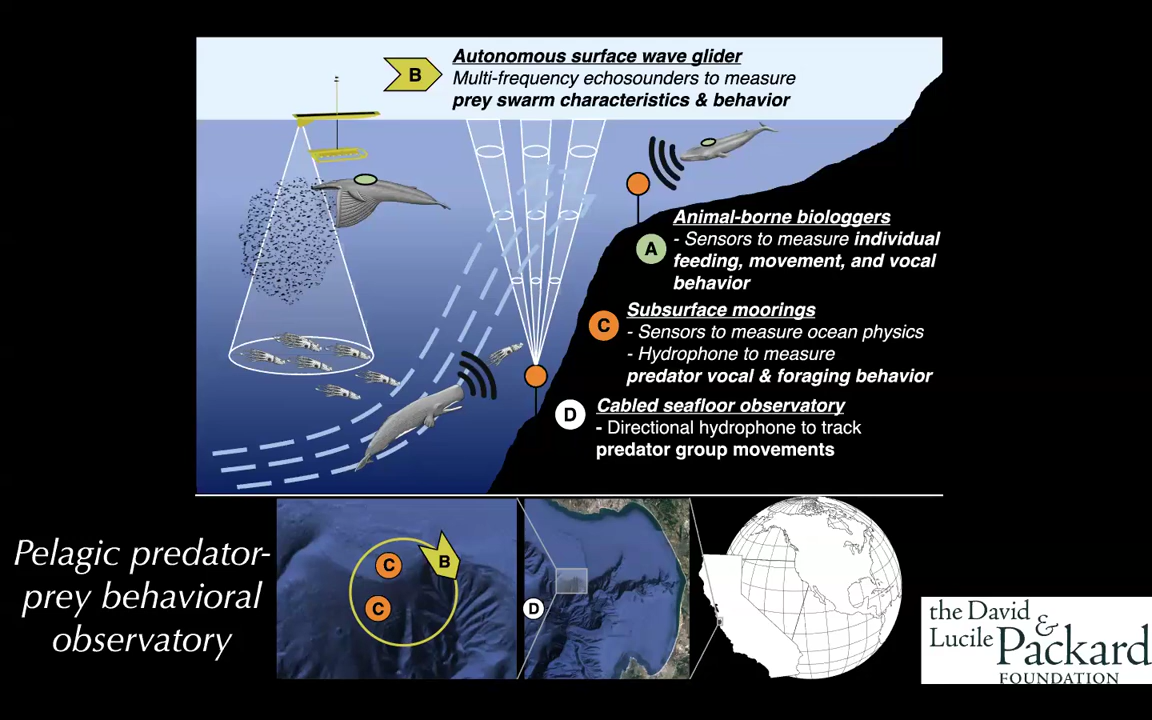 B
Autonomous surface wave glider
Multi-frequency echosounders to measure
prey swarm characteristics & behavior
Animal-borne biologgers
A
- Sensors to measure individual
feeding, movement, and vocal
behavior
Subsurface moorings
C
- Sensors to measure ocean physics
- Hydrophone to measure
predator vocal & foraging behavior
D
Cabled seafloor observatory
- Directional hydrophone to track
predator group movements
Pelagic predator-
prey behavioral
observatory
C
B
C
D
the David
&
Lucile Packard
FOUNDATION